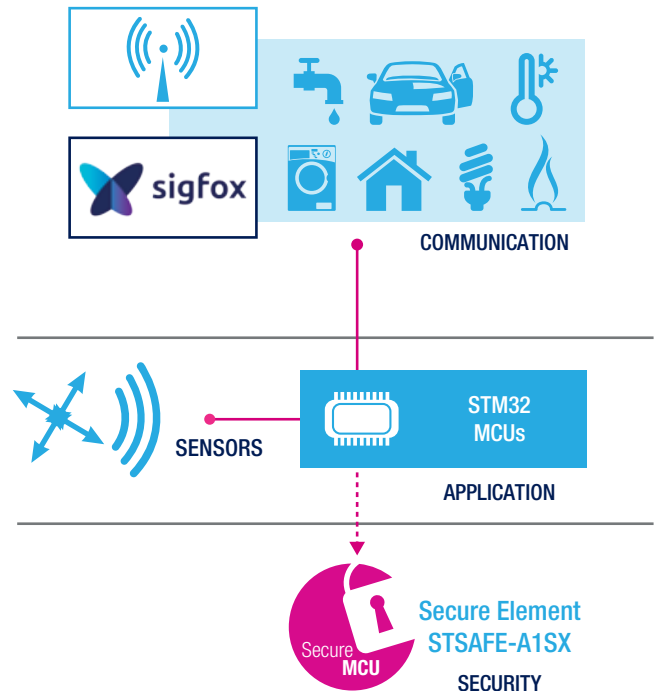 sigfox
COMMUNICATION
SENSORS
STM32
MCUs
APPLICATION
Secure
MCU
Secure Element
STSAFE-A1SX
SECURITY